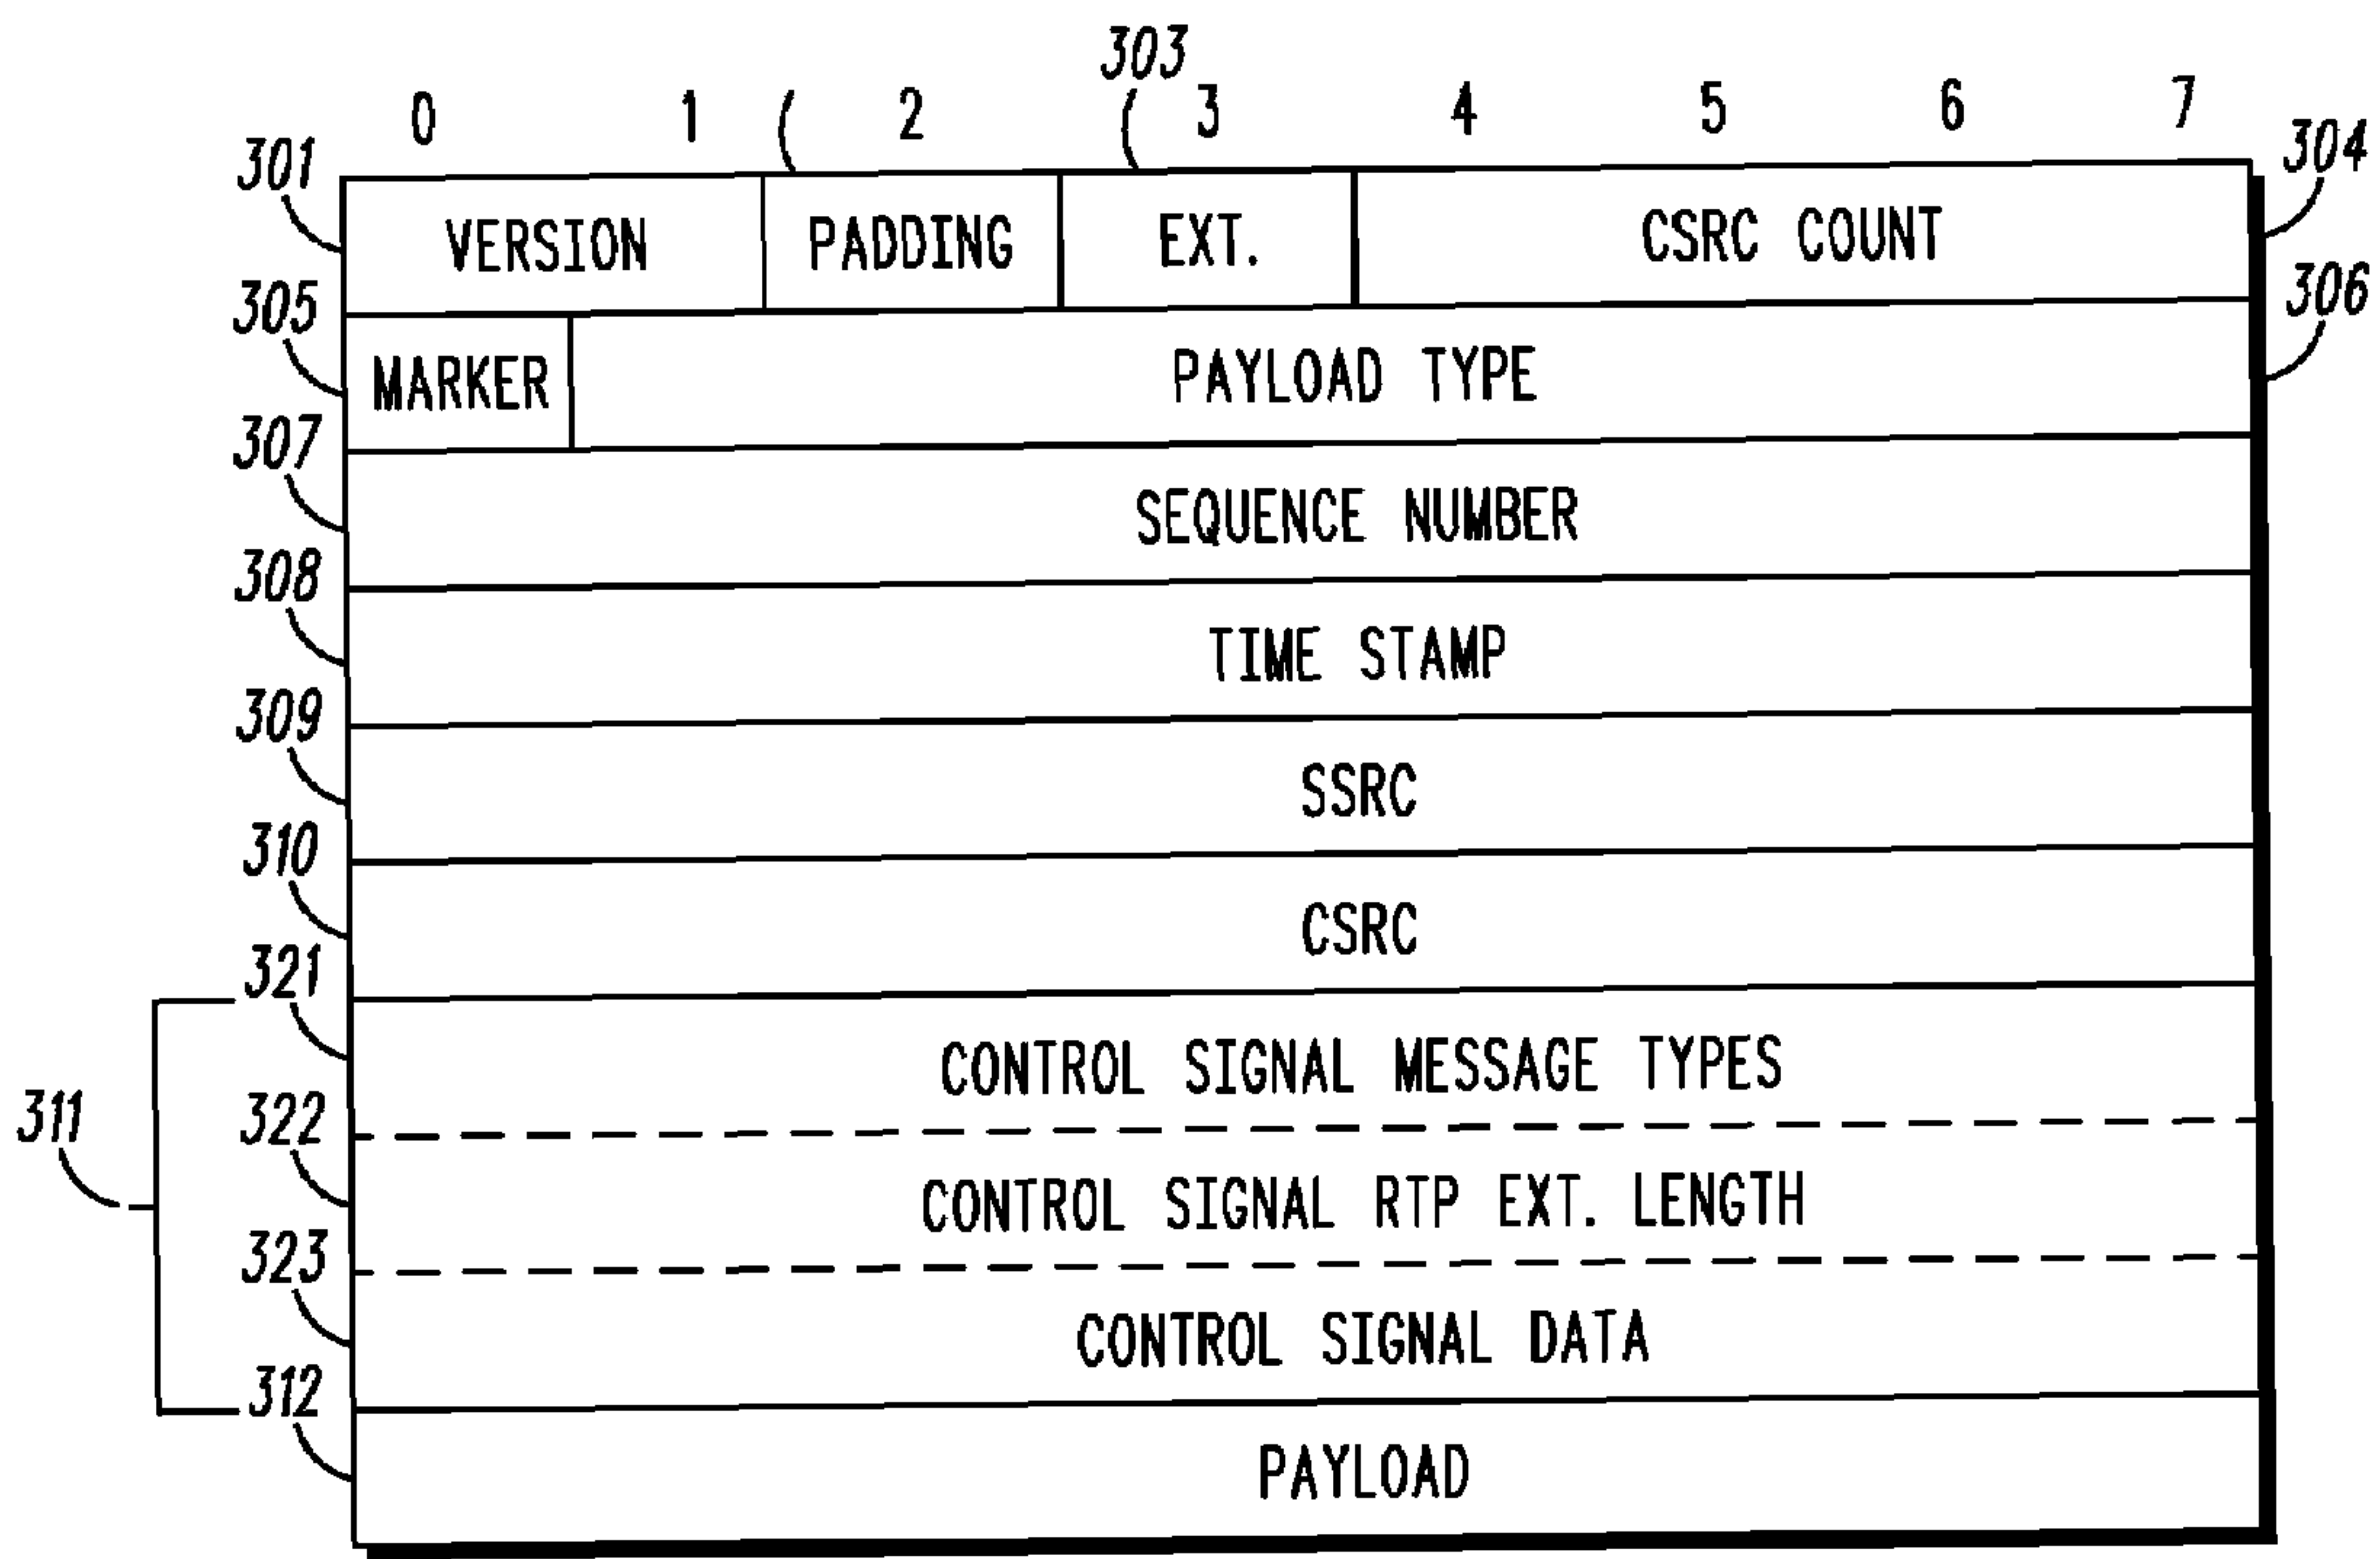 303
0 1 2 3 4 5 6 7
301 VERSION PADDING EXT. CSRC COUNT 304
305 MARKER PAYLOAD TYPE 306
307 SEQUENCE NUMBER
308 TIME STAMP
309 SSRC
310 CSRC
321 CONTROL SIGNAL MESSAGE TYPES
311
322 CONTROL SIGNAL RTP EXT. LENGTH
323 CONTROL SIGNAL DATA
312 PAYLOAD